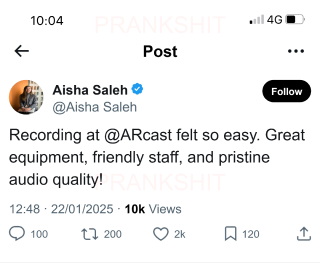 PRANKSHIT
10:04
4G
Post
Aisha Saleh
@Aisha Saleh
Follow
Recording at @ARcast felt so easy. Great
equipment, friendly staff, and pristine
audio quality!
PRANKSHIT
12:48 · 22/01/2025 · 10k Views
100 200 2k 120